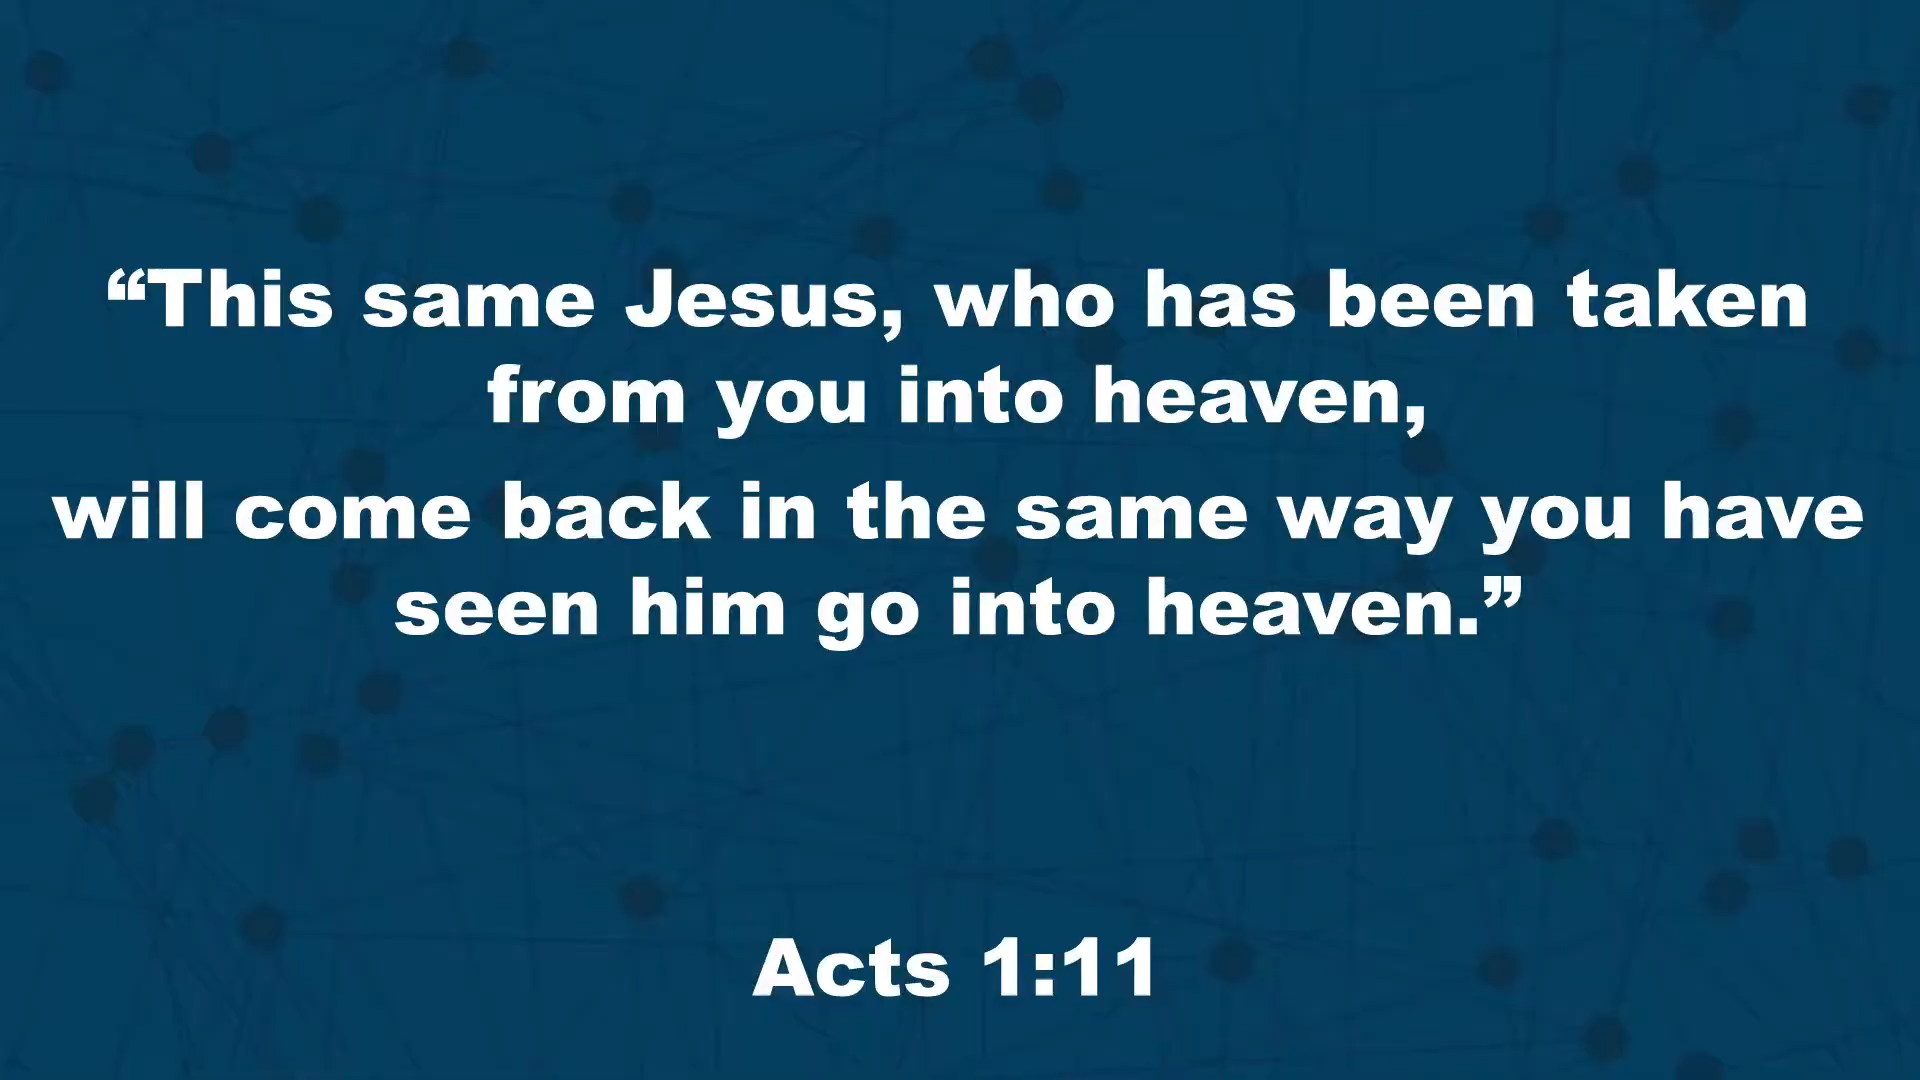 “This same Jesus, who has been taken
from you into heaven,
will come back in the same way you have
seen him go into heaven.”
Acts 1:11